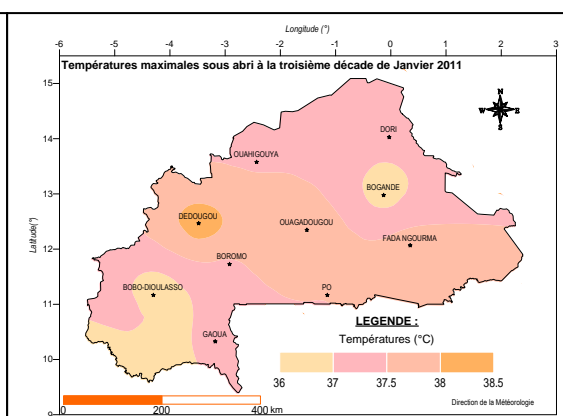 Longitude (°)
-6 -5 -4 -3 -2 -1 0 1 2 3
Températures maximales sous abri à la troisième décade de Janvier 2011
15
N
W E
S
14
DORI
OUAHIGOUYA
BOGANDE
13
DEDOUGOU
OUAGADOUGOU
FADA NGOURMA
Latitude(°)
12
BOROMO
BOBO-DIOULASSO
PO
11
LEGENDE :
GAOUA
Températures (°C)
10
36 37 37.5 38 38.5
Direction de la Météorologie
9
0 200 400 km